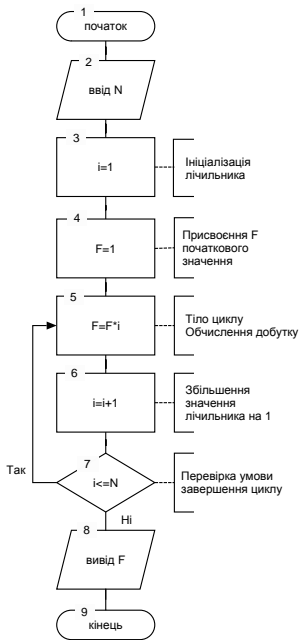 1
початок
2
ввід N
3
i=1
Ініціалізація
лічильника
4
F=1
Присвоєння F
початкового
значення
5
F=F*i
Тіло циклу
Обчислення добутку
6
i=i+1
Збільшення
значення
лічильника на 1
Так
7
i<=N
Перевірка умови
завершення циклу
Ні
8
вивід F
9
кінець